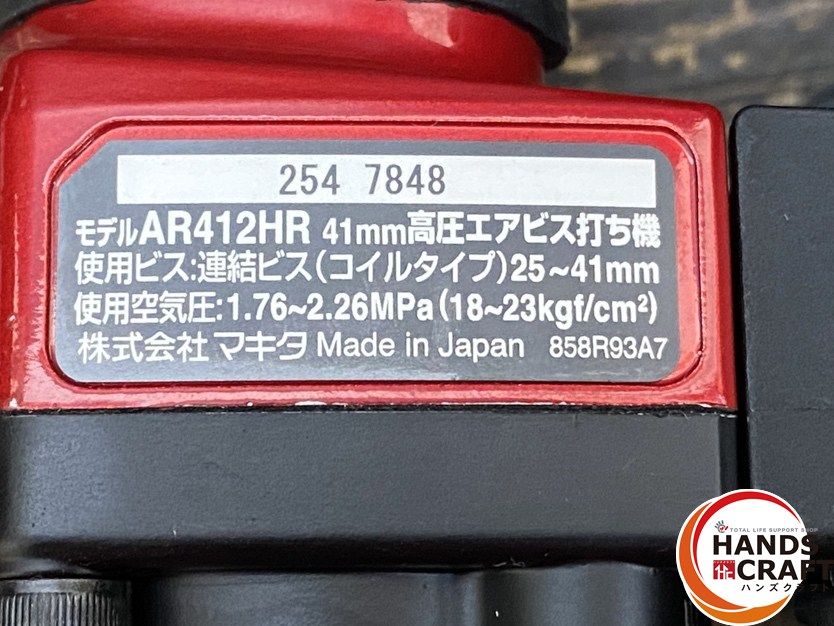 254 7848
モデルAR412HR 41mm高圧エアビス打ち機
使用ビス:連結ビス(コイルタイプ)25~41mm
使用空気圧:1.76~2.26MPa(18~23kgf/cm²)
株式会社マキタ Made in Japan 858R93A7
TOTAL LIFE SUPPORT SHOP
HANDS
CRAFT
ハンズクラフト